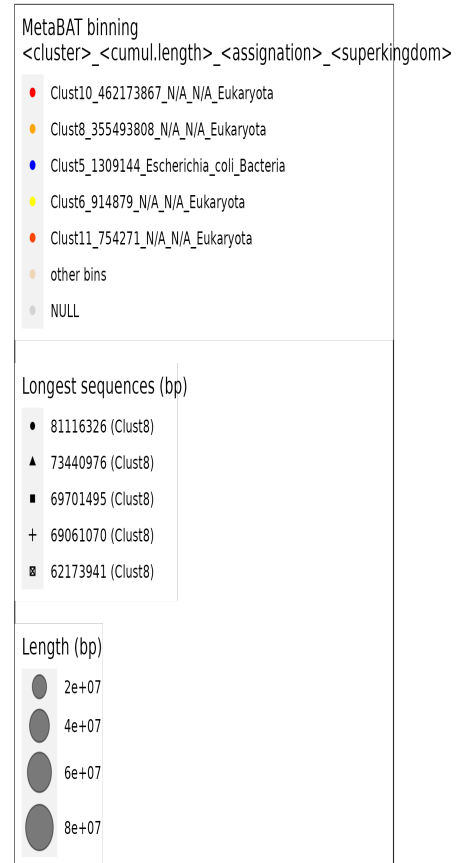 MetaBAT binning
<cluster>_<cumul.length>_<assignation>_<superkingdom>
Clust10_462173867_N/A_N/A_Eukaryota
Clust8_355493808_N/A_N/A_Eukaryota
Clust5_1309144_Escherichia_coli_Bacteria
Clust6_914879_N/A_N/A_Eukaryota
Clust11_754271_N/A_N/A_Eukaryota
other bins
NULL
Longest sequences (bp)
81116326 (Clust8)
73440976 (Clust8)
69701495 (Clust8)
69061070 (Clust8)
62173941 (Clust8)
Length (bp)
2e+07
4e+07
6e+07
8e+07